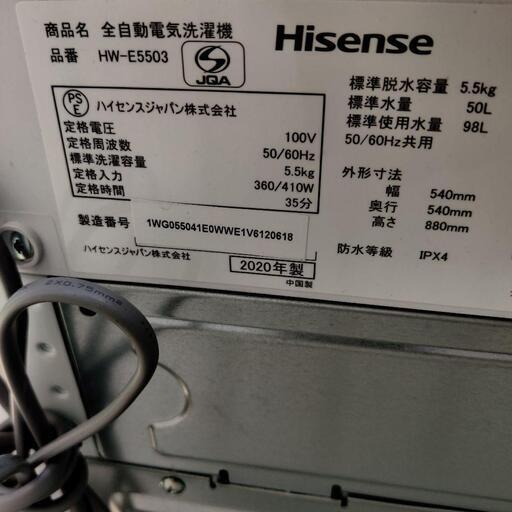 商品名 全自動電気洗濯機
品番 HW-E5503
JQA
Hisense
PS
E
ハイセンスジャパン株式会社
定格電圧 100V
定格周波数 50/60Hz
標準洗濯容量 5.5kg
定格入力 360/410W
定格時間 35分
製造番号 1WG055041E0WWE1V6120618
ハイセンスジャパン株式会社
2020年製
中国製
標準脱水容量 5.5kg
標準水量 50L
標準使用水量 98L
50/60Hz共用
外形寸法
幅 540mm
奥行 540mm
高さ 880mm
防水等級 IPX4
2X0.75mm²